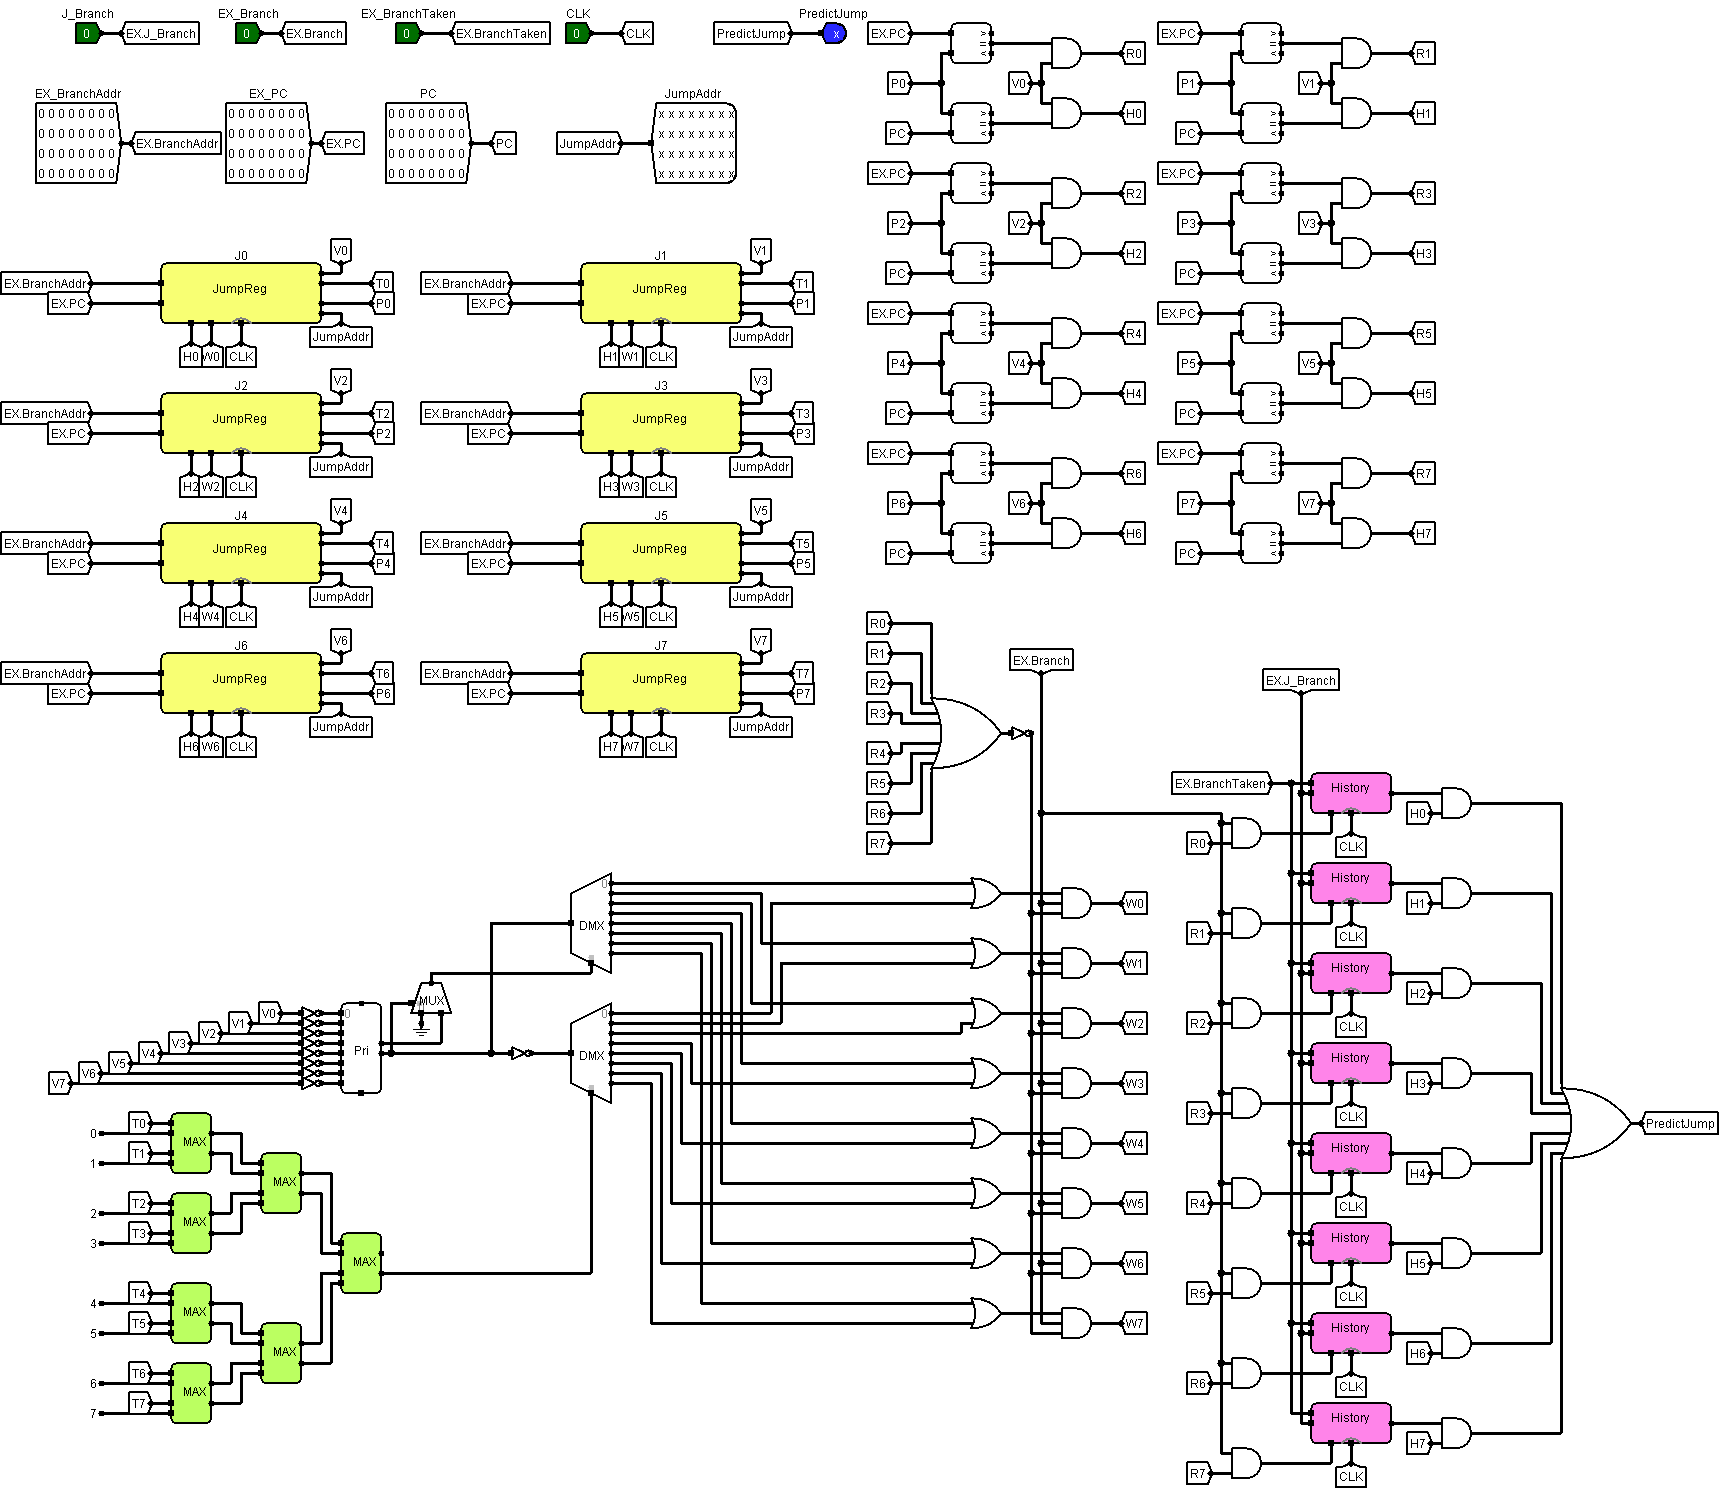 J_Branch EX_Branch EX_BranchTaken CLK PredictJump
0 EX.J_Branch 0 EX.Branch 0 EX.BranchTaken 0 CLK PredictJump x
EX_BranchAddr EX_PC PC JumpAddr
00000000 00000000 00000000 xxxxxxxx
00000000 00000000 00000000 xxxxxxxx
EX.BranchAddr EX.PC PC JumpAddr
00000000 00000000 00000000 xxxxxxxx
00000000 00000000 00000000 xxxxxxxx
EX.PC > = < R0 EX.PC > = < R1
P0 V0 P1 V1
PC > = < H0 PC > = < H1
EX.PC > = < R2 EX.PC > = < R3
P2 V2 P3 V3
PC > = < H2 PC > = < H3
EX.PC > = < R4 EX.PC > = < R5
P4 V4 P5 V5
PC > = < H4 PC > = < H5
EX.PC > = < R6 EX.PC > = < R7
P6 V6 P7 V7
PC > = < H6 PC > = < H7
J0 V0 J1 V1
EX.BranchAddr JumpReg T0 EX.BranchAddr JumpReg T1
EX.PC P0 EX.PC P1
JumpAddr JumpAddr
H0 W0 CLK H1 W1 CLK
J2 V2 J3 V3
EX.BranchAddr JumpReg T2 EX.BranchAddr JumpReg T3
EX.PC P2 EX.PC P3
JumpAddr JumpAddr
H2 W2 CLK H3 W3 CLK
J4 V4 J5 V5
EX.BranchAddr JumpReg T4 EX.BranchAddr JumpReg T5
EX.PC P4 EX.PC P5
JumpAddr JumpAddr
H4 W4 CLK H5 W5 CLK
J6 V6 J7 V7
EX.BranchAddr JumpReg T6 EX.BranchAddr JumpReg T7
EX.PC P6 EX.PC P7
JumpAddr JumpAddr
H6 W6 CLK H7 W7 CLK
R0
R1
R2
R3
R4
R5
R6
R7
EX.Branch
EX.J_Branch
EX.BranchTaken
History
H0
R0 CLK
History
H1
R1 CLK
History
H2
R2 CLK
History
H3
R3 CLK
History
H4
R4 CLK
History
H5
R5 CLK
History
H6
R6 CLK
History
H7
R7 CLK
PredictJump
0
DMX
MUX
0
DMX
W0
W1
W2
W3
W4
W5
W6
W7
V0
V1
V2
V3
V4
V5
V6
V7
0
Pri
T0
0 MAX
T1
1
MAX
T2
2 MAX
T3
3
MAX
T4
4 MAX
T5
5
MAX
T6
6 MAX
T7
7